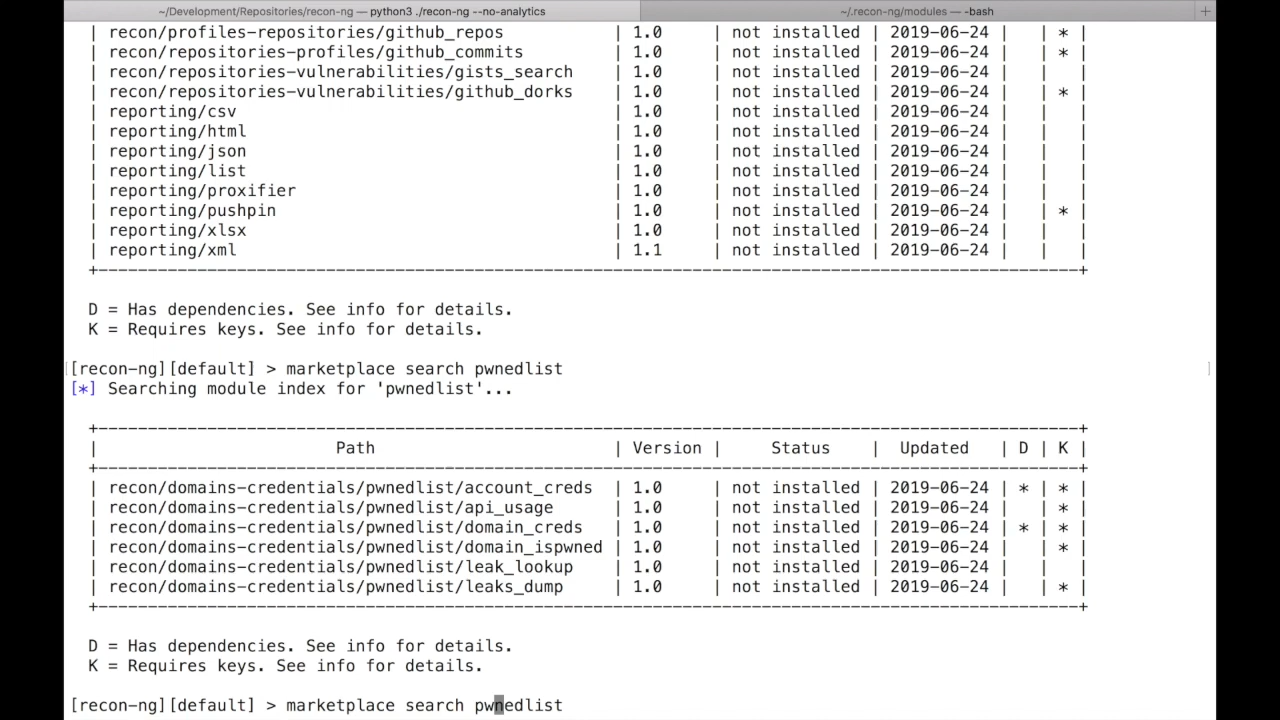 ~/Development/Repositories/recon-ng — python3 ./recon-ng --no-analytics ~/.recon-ng/modules — -bash +
| recon/profiles-repositories/github_repos | 1.0 | not installed | 2019-06-24 | | * |
| recon/repositories-profiles/github_commits | 1.0 | not installed | 2019-06-24 | | * |
| recon/repositories-vulnerabilities/gists_search | 1.0 | not installed | 2019-06-24 | | |
| recon/repositories-vulnerabilities/github_dorks | 1.0 | not installed | 2019-06-24 | | * |
| reporting/csv | 1.0 | not installed | 2019-06-24 | | |
| reporting/html | 1.0 | not installed | 2019-06-24 | | |
| reporting/json | 1.0 | not installed | 2019-06-24 | | |
| reporting/list | 1.0 | not installed | 2019-06-24 | | |
| reporting/proxifier | 1.0 | not installed | 2019-06-24 | | |
| reporting/pushpin | 1.0 | not installed | 2019-06-24 | | * |
| reporting/xlsx | 1.0 | not installed | 2019-06-24 | | |
| reporting/xml | 1.1 | not installed | 2019-06-24 | | |
+----------------------------------------------------------------------------------------------------+
D = Has dependencies. See info for details.
K = Requires keys. See info for details.
[recon-ng][default] > marketplace search pwnedlist
[*] Searching module index for 'pwnedlist'...
+----------------------------------------------------------------------------------------------------+
| Path | Version | Status | Updated | D | K |
+----------------------------------------------------------------------------------------------------+
| recon/domains-credentials/pwnedlist/account_creds | 1.0 | not installed | 2019-06-24 | * | * |
| recon/domains-credentials/pwnedlist/api_usage | 1.0 | not installed | 2019-06-24 | | * |
| recon/domains-credentials/pwnedlist/domain_creds | 1.0 | not installed | 2019-06-24 | * | * |
| recon/domains-credentials/pwnedlist/domain_ispwned | 1.0 | not installed | 2019-06-24 | | * |
| recon/domains-credentials/pwnedlist/leak_lookup | 1.0 | not installed | 2019-06-24 | | |
| recon/domains-credentials/pwnedlist/leaks_dump | 1.0 | not installed | 2019-06-24 | | * |
+----------------------------------------------------------------------------------------------------+
D = Has dependencies. See info for details.
K = Requires keys. See info for details.
[recon-ng][default] > marketplace search pwnedlist